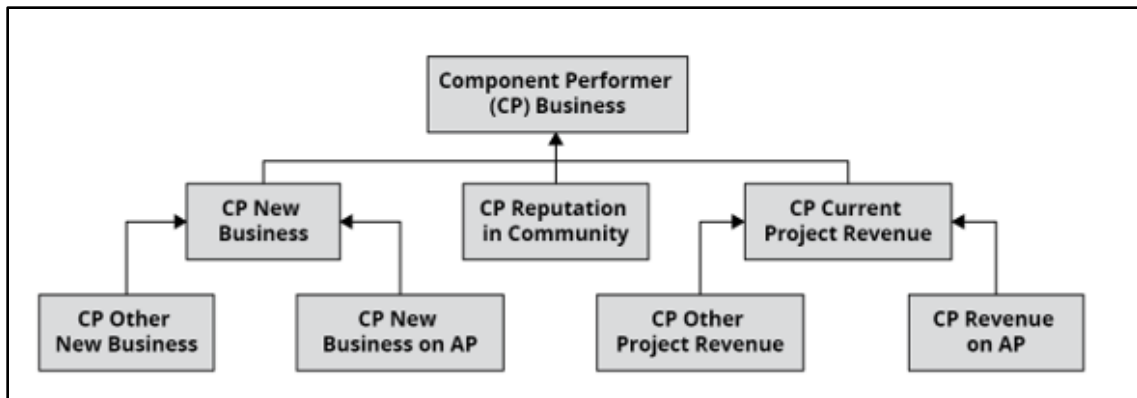 Component Performer
(CP) Business
CP New
Business
CP Reputation
in Community
CP Current
Project Revenue
CP Other
New Business
CP New
Business on AP
CP Other
Project Revenue
CP Revenue
on AP